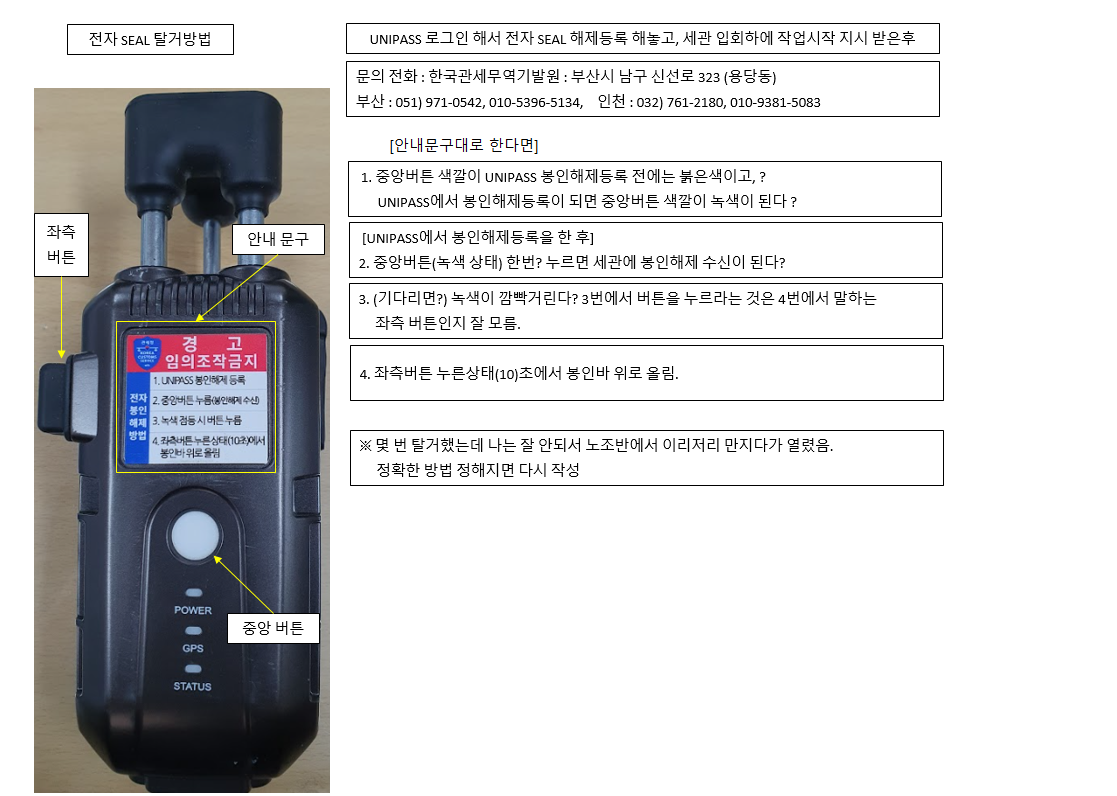 전자 SEAL 탈거방법
UNIPASS 로그인 해서 전자 SEAL 해제등록 해놓고, 세관 입회하에 작업시작 지시 받은후
문의 전화 : 한국관세무역기발원 : 부산시 남구 신선로 323 (용당동)
부산 : 051) 971-0542, 010-5396-5134, 인천 : 032) 761-2180, 010-9381-5083
[안내문구대로 한다면]
1. 중앙버튼 색깔이 UNIPASS 봉인해제등록 전에는 붉은색이고, ?
UNIPASS에서 봉인해제등록이 되면 중앙버튼 색깔이 녹색이 된다 ?
[UNIPASS에서 봉인해제등록을 한 후]
2. 중앙버튼(녹색 상태) 한번? 누르면 세관에 봉인해제 수신이 된다?
3. (기다리면?) 녹색이 깜빡거린다? 3번에서 버튼을 누르라는 것은 4번에서 말하는
좌측 버튼인지 잘 모름.
4. 좌측버튼 누른상태(10)초에서 봉인바 위로 올림.
※ 몇 번 탈거했는데 나는 잘 안되서 노조반에서 이리저리 만지다가 열렸음.
정확한 방법 정해지면 다시 작성
좌측
버튼
안내 문구
관세청
KOREA
CUSTOMS
SERVICE
경 고
임의조작금지
전자
봉인
해제
방법
1. UNIPASS 봉인해제 등록
2. 중앙버튼 누름(봉인해제 수신)
3. 녹색 점등 시 버튼 누름
4. 좌측버튼 누른상태(10초)에서
봉인바 위로 올림
중앙 버튼
POWER
GPS
STATUS